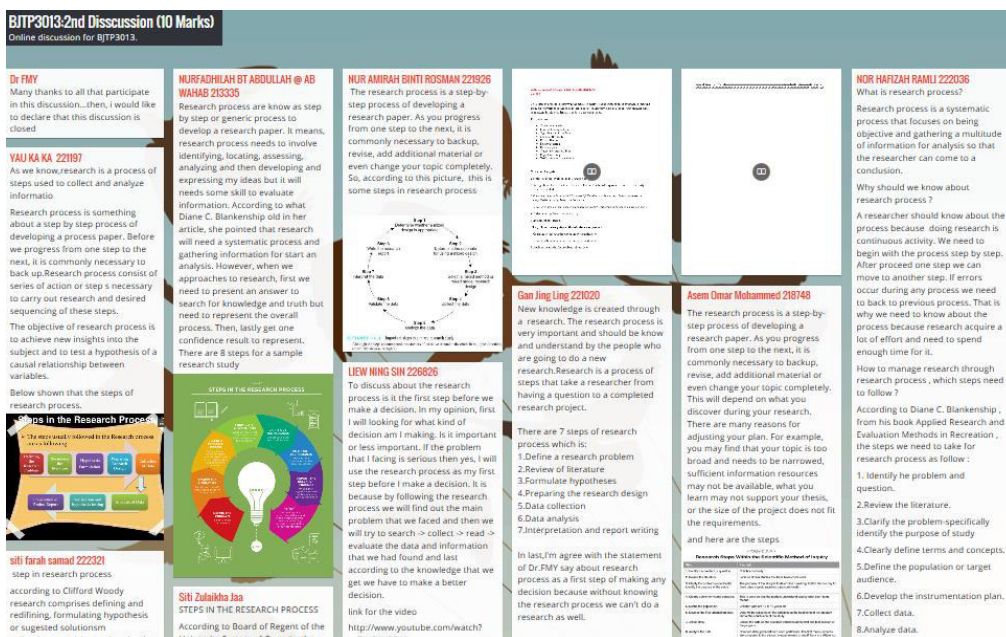 BJTP3013:2nd Disscussion (10 Marks)
Online discussion for BJTP3013.
Dr FMY
Many thanks to all that participate
in this discussion...then, i would like
to declare that this discussion is
closed
YAU KA KA 221197
As we know,research is a process of
steps used to collect and analyze
informatio
Research process is something
about a step by step process of
developing a process paper. Before
we progress from one step to the
next, it is commonly necessary to
back up.Research process consist of
series of action or step s necessary
to carry out research and desired
sequencing of these steps.
The objective of research process is
to achieve new insights into the
subject and to test a hypothesis of a
causal relationship between
variables.
Below shown that the steps of
research process.
Steps in the Research Process
siti farah samad 222321
step in research process
according to Clifford Woody
research comprises defining and
redifining, formulating hypothesis
or sugested solutionsm
NURFADHILAH BT ABDULLAH @ AB
WAHAB 213335
Research process are know as step
by step or generic process to
develop a research paper. It means,
research process needs to involve
identifying, locating, assessing,
analyzing and then developing and
expressing my ideas but it will
needs some skill to evaluate
information. According to what
Diane C. Blankenship old in her
article, she pointed that research
will need a systematic process and
gathering information for start an
analysis. However, when we
approaches to research, first we
need to present an answer to
search for knowledge and truth but
need to represent the overall
process. Then, lastly get one
confidence result to represent.
There are 8 steps for a sample
research study
STEPS IN THE RESEARCH PROCESS
Siti Zulaikha Jaa
STEPS IN THE RESEARCH PROCESS
According to Board of Regent of the
NUR AMIRAH BINTI ROSMAN 221926
The research process is a step-by-
step process of developing a
research paper. As you progress
from one step to the next, it is
commonly necessary to backup,
revise, add additional material or
even change your topic completely.
So, according to this picture, this is
some steps in research process
LIEW NING SIN 226826
To discuss about the research
process is it the first step before we
make a decision. In my opinion, first
I will looking for what kind of
decision am I making. Is it important
or less important. If the problem
that I facing is serious then yes, I will
use the research process as my first
step before I make a decision. It is
because by following the research
process we will find out the main
problem that we faced and then we
will try to search -> collect -> read ->
evaluate the data and information
that we had found and last
according to the knowledge that we
get we have to make a better
decision.
link for the video
http://www.youtube.com/watch?
Gan Jing Ling 221020
New knowledge is created through
a research. The research process is
very important and should be know
and understand by the people who
are going to do a new
research.Research is a process of
steps that take a researcher from
having a question to a completed
research project.
There are 7 steps of research
process which is:
1.Define a research problem
2.Review of literature
3.Formulate hypotheses
4.Preparing the research design
5.Data collection
6.Data analysis
7.Interpretation and report writing
In last,I'm agree with the statement
of Dr.FMY say about research
process as a first step of making any
decision because without knowing
the research process we can't do a
research as well.
Asem Omar Mohammed 218748
The research process is a step-by-
step process of developing a
research paper. As you progress
from one step to the next, it is
commonly necessary to backup,
revise, add additional material or
even change your topic completely.
This will depend on what you
discover during your research.
There are many reasons for
adjusting your plan. For example,
you may find that your topic is too
broad and needs to be narrowed,
sufficient information resources
may not be available, what you
learn may not support your thesis,
or the size of the project does not fit
the requirements.
and here are the steps
Research Steps Within the Scientific Method of Inquiry
NOR HAFIZAH RAMLI 222036
What is research process?
Research process is a systematic
process that focuses on being
objective and gathering a multitude
of information for analysis so that
the researcher can come to a
conclusion.
Why should we know about
research process ?
A researcher should know about the
process because doing research is
continuous activity. We need to
begin with the process step by step.
After proceed one step we can
move to another step. If errors
occur during any process we need
to back to previous process. That is
why we need to know about the
process because research acquire a
lot of effort and need to spend
enough time for it.
How to manage research through
research process , which steps need
to follow ?
According to Diane C. Blankenship ;
from his book Applied Research and
Evaluation Methods in Recreation ,
the steps we need to take for
research process as follow :
1. Identify he problem and
question.
2.Review the literature.
3.Clarify the problem-specifically
identify the purpose of study
4.Clearly define terms and concepts.
5.Define the population or target
audience.
6.Develop the instrumentation plan.
7.Collect data.
8.Analyze data.